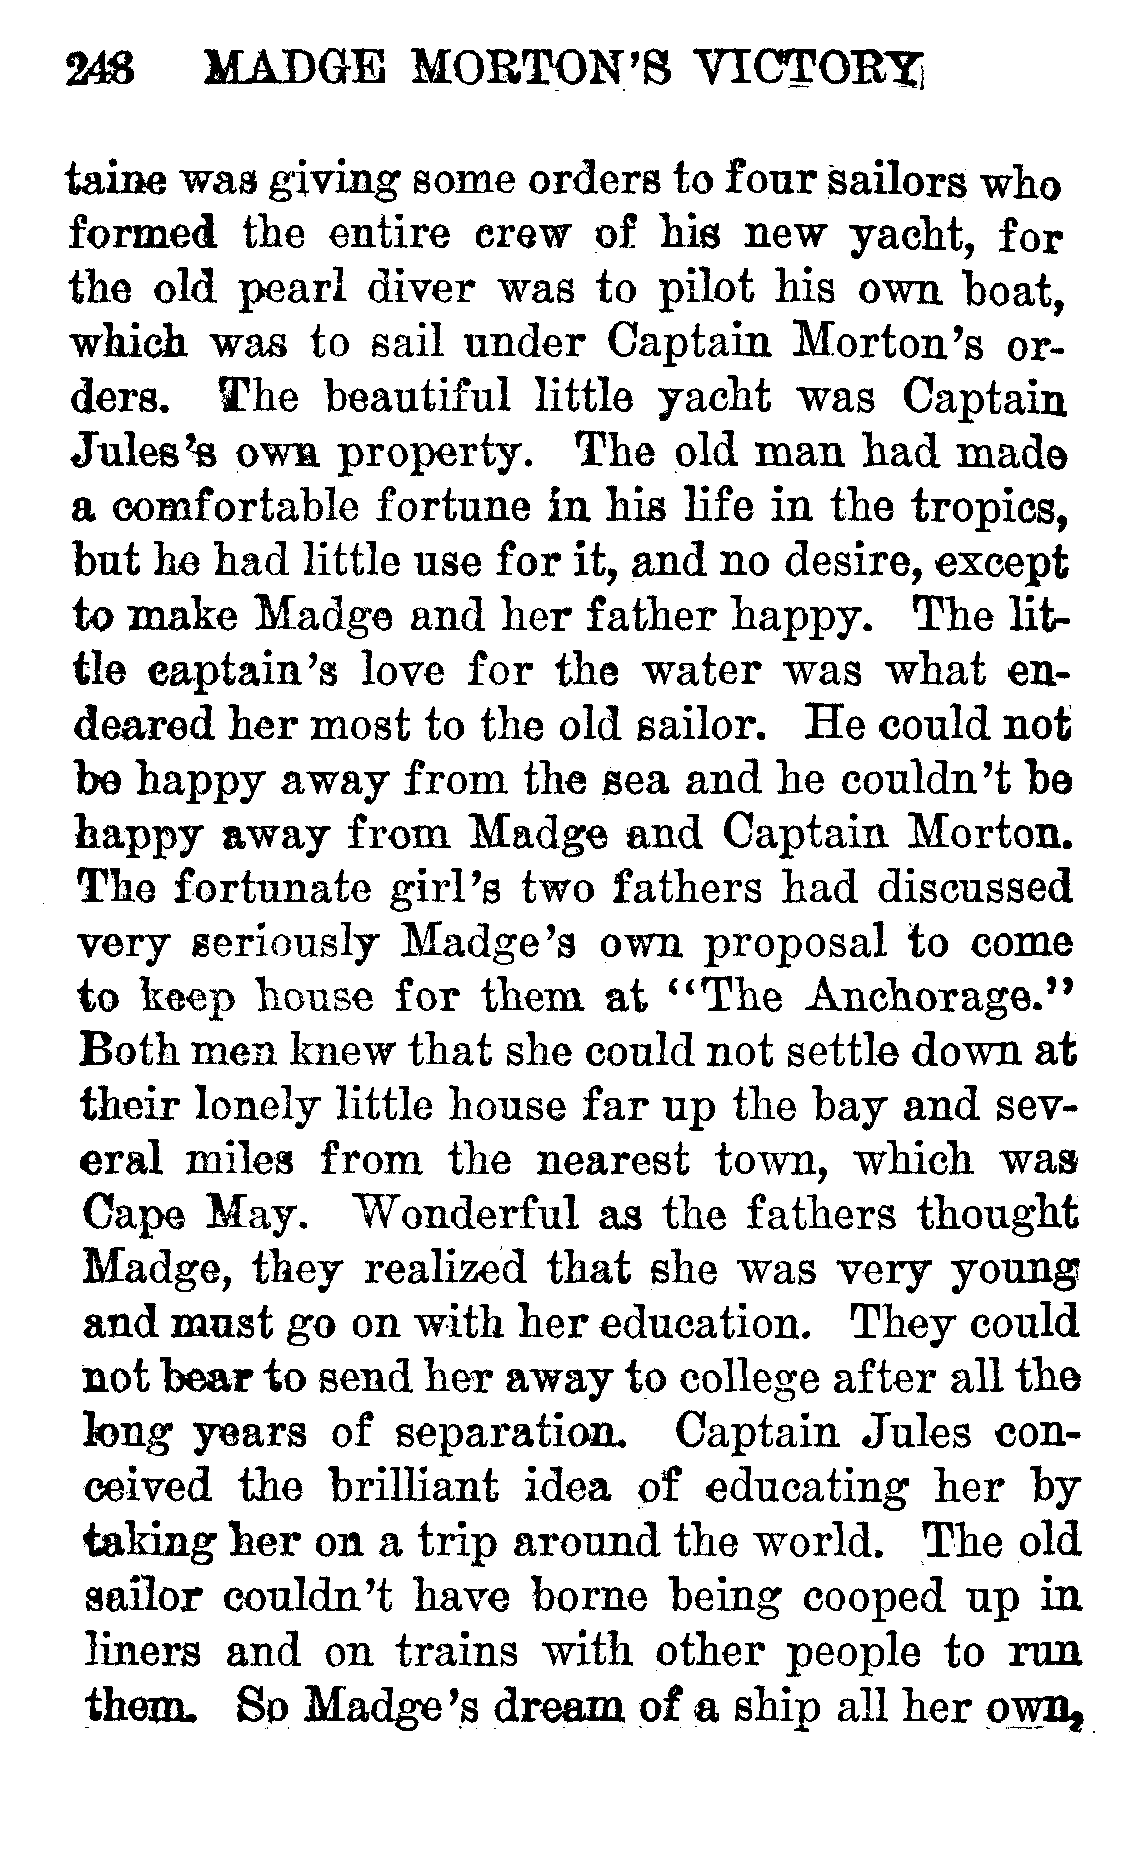 248 MADGE MORTON'S VICTORY
taine was giving some orders to four sailors who
formed the entire crew of his new yacht, for
the old pearl diver was to pilot his own boat,
which was to sail under Captain Morton's or-
ders. The beautiful little yacht was Captain
Jules's own property. The old man had made
a comfortable fortune in his life in the tropics,
but he had little use for it, and no desire, except
to make Madge and her father happy. The lit-
tle captain's love for the water was what en-
deared her most to the old sailor. He could not
be happy away from the sea and he couldn't be
happy away from Madge and Captain Morton.
The fortunate girl's two fathers had discussed
very seriously Madge's own proposal to come
to keep house for them at "The Anchorage."
Both men knew that she could not settle down at
their lonely little house far up the bay and sev-
eral miles from the nearest town, which was
Cape May. Wonderful as the fathers thought
Madge, they realized that she was very young
and must go on with her education. They could
not bear to send her away to college after all the
long years of separation. Captain Jules con-
ceived the brilliant idea of educating her by
taking her on a trip around the world. The old
sailor couldn't have borne being cooped up in
liners and on trains with other people to run
them. So Madge's dream of a ship all her own,